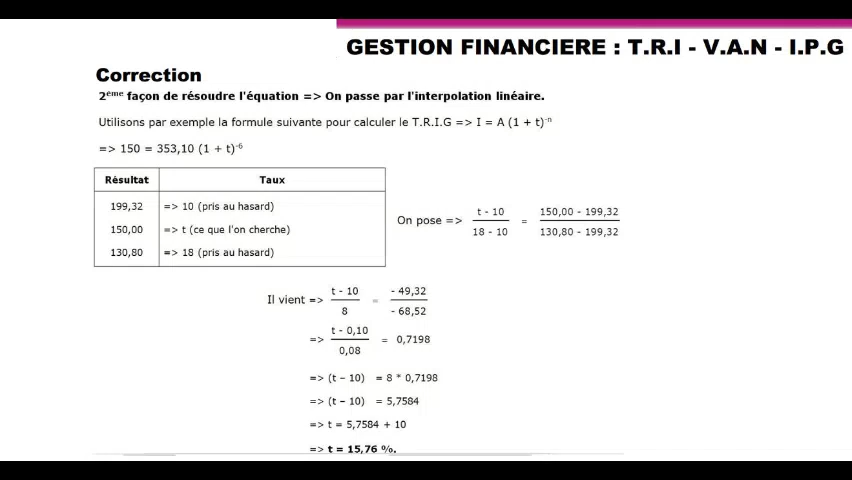 GESTION FINANCIERE : T.R.I - V.A.N - I.P.G
Correction
2ème façon de résoudre l'équation => On passe par l'interpolation linéaire.
Utilisons par exemple la formule suivante pour calculer le T.R.I.G => I = A (1 + t)⁻ⁿ
=> 150 = 353,10 (1 + t)⁻⁶
Résultat Taux
199,32 => 10 (pris au hasard)
150,00 => t (ce que l'on cherche)
130,80 => 18 (pris au hasard)
On pose => t - 10 = 150,00 - 199,32
18 - 10 130,80 - 199,32
Il vient => t - 10 = - 49,32
8 - 68,52
=> t - 0,10 = 0,7198
0,08
=> (t – 10) = 8 * 0,7198
=> (t – 10) = 5,7584
=> t = 5,7584 + 10
=> t = 15,76 %.